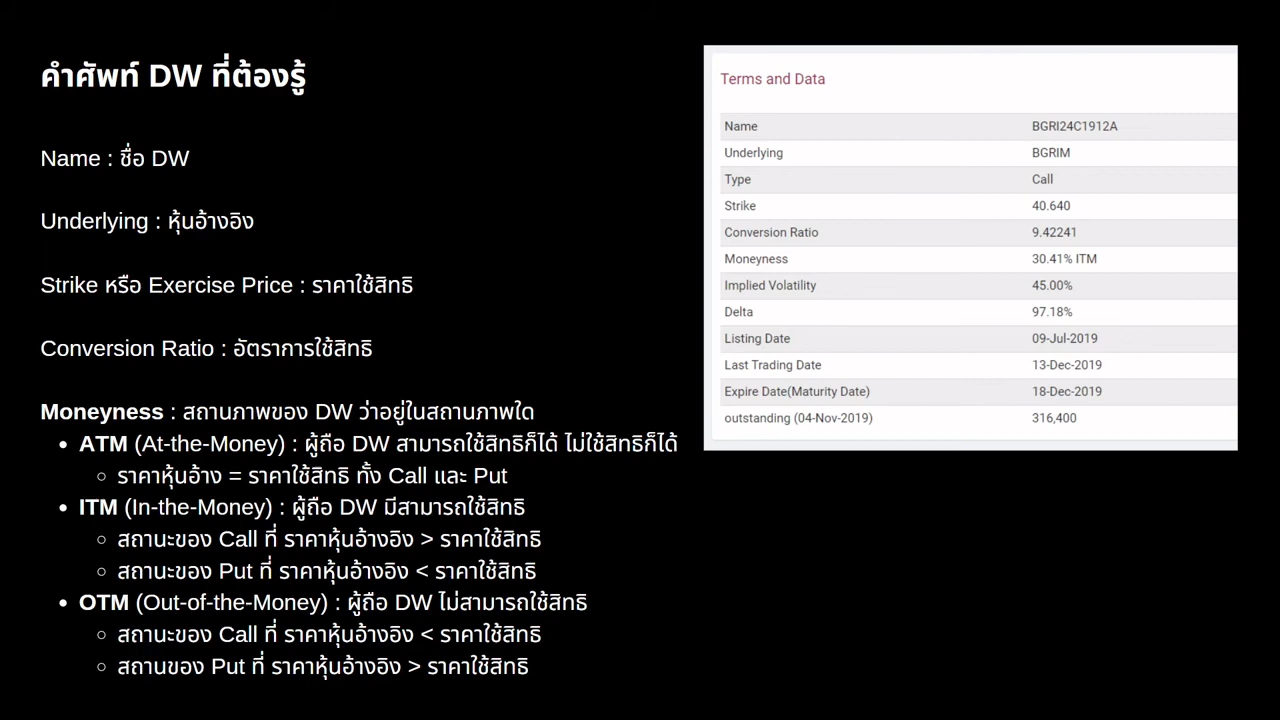 คำศัพท์ DW ที่ต้องรู้
Name : ชื่อ DW
Underlying : หุ้นอ้างอิง
Strike หรือ Exercise Price : ราคาใช้สิทธิ
Conversion Ratio : อัตราการใช้สิทธิ
Moneyness : สถานภาพของ DW ว่าอยู่ในสถานภาพใด
• ATM (At-the-Money) : ผู้ถือ DW สามารถใช้สิทธิก็ได้ ไม่ใช้สิทธิก็ได้
○ ราคาหุ้นอ้าง = ราคาใช้สิทธิ ทั้ง Call และ Put
• ITM (In-the-Money) : ผู้ถือ DW มีสามารถใช้สิทธิ
○ สถานะของ Call ที่ ราคาหุ้นอ้างอิง > ราคาใช้สิทธิ
○ สถานะของ Put ที่ ราคาหุ้นอ้างอิง < ราคาใช้สิทธิ
• OTM (Out-of-the-Money) : ผู้ถือ DW ไม่สามารถใช้สิทธิ
○ สถานะของ Call ที่ ราคาหุ้นอ้างอิง < ราคาใช้สิทธิ
○ สถานของ Put ที่ ราคาหุ้นอ้างอิง > ราคาใช้สิทธิ
Terms and Data
Name BGRI24C1912A
Underlying BGRIM
Type Call
Strike 40.640
Conversion Ratio 9.42241
Moneyness 30.41% ITM
Implied Volatility 45.00%
Delta 97.18%
Listing Date 09-Jul-2019
Last Trading Date 13-Dec-2019
Expire Date(Maturity Date) 18-Dec-2019
outstanding (04-Nov-2019) 316,400